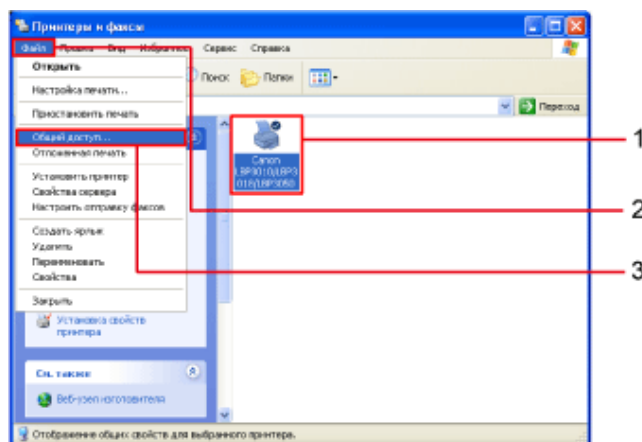 Принтеры и факсы
Файл Правка Вид Избранное Сервис Справка
Поиск Папки
Переход
Открыть
Настройка печати...
Приостановить печать
Общий доступ...
Отложенная печать
Установить принтер
Свойства сервера
Настроить отправку факсов
Создать ярлык
Удалить
Переименовать
Свойства
Закрыть
Canon
LBP3010/LBP3
018/LBP3050
1
2
3
Установка свойств
принтера
См. также
Веб-узел изготовителя
Отображение общих свойств для выбранного принтера.